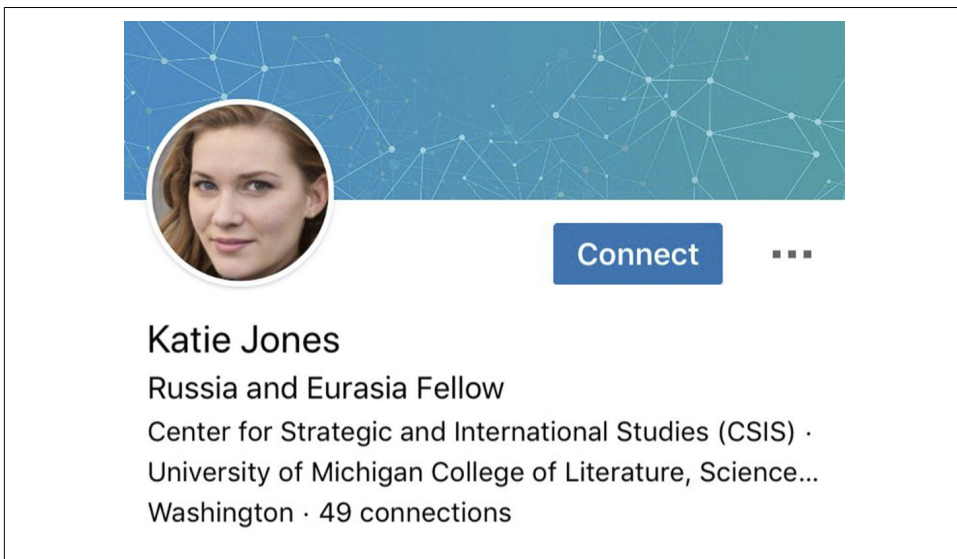 Connect
Katie Jones
Russia and Eurasia Fellow
Center for Strategic and International Studies (CSIS) ·
University of Michigan College of Literature, Science...
Washington · 49 connections